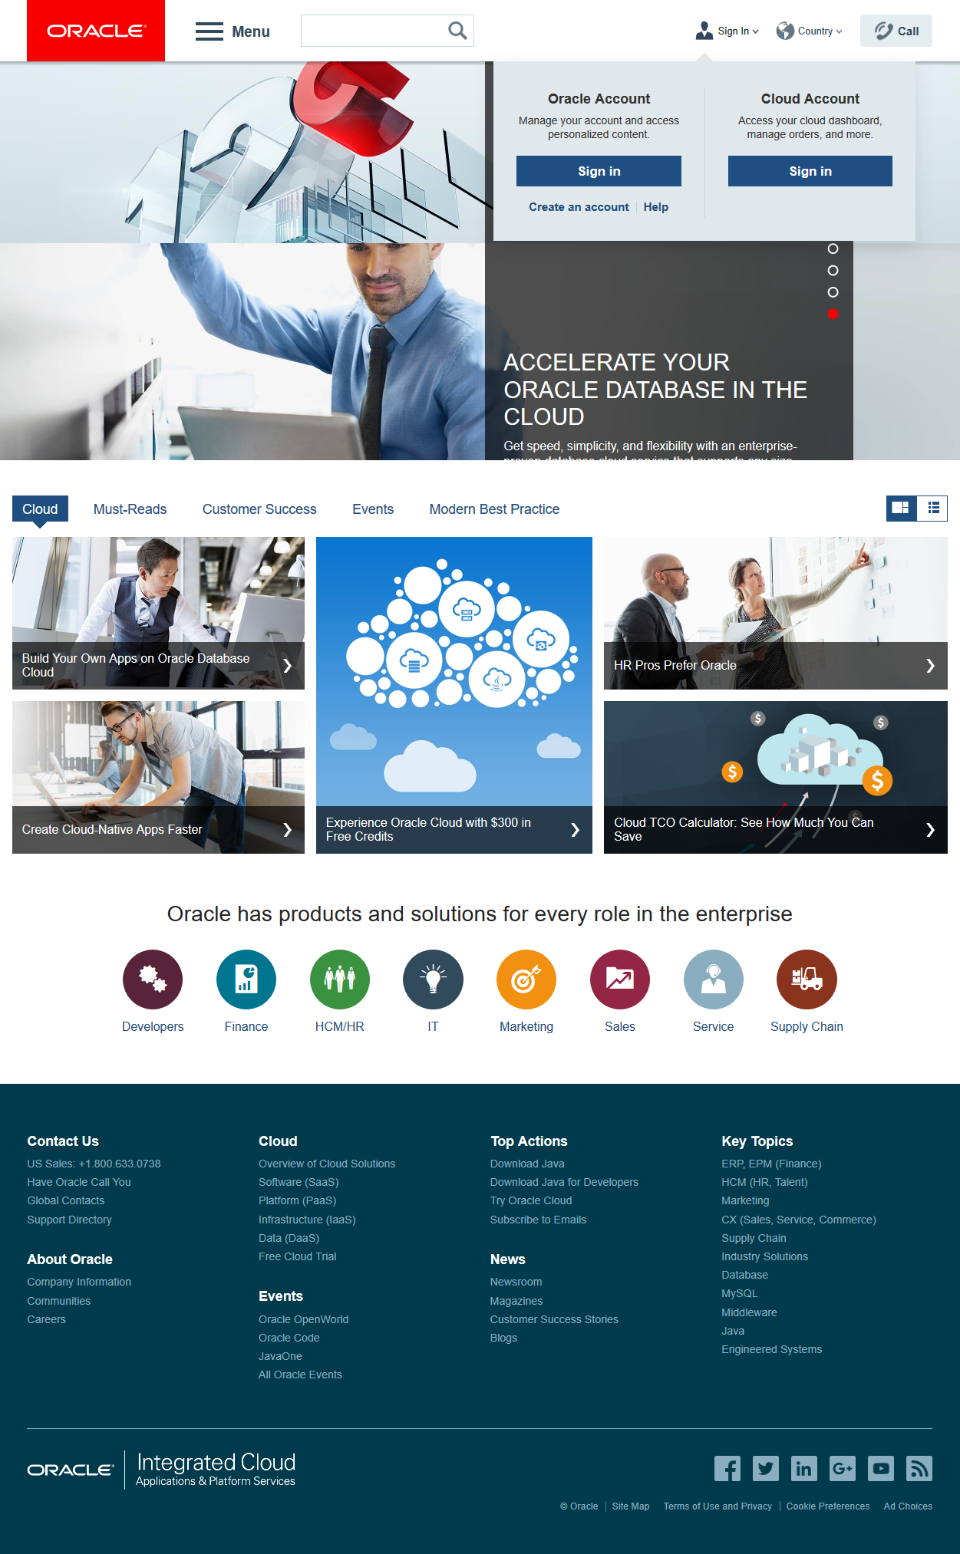 ORACLE
Menu
Sign In
Country
Call
Oracle Account
Manage your account and access
personalized content.
Sign in
Create an account
Help
Cloud Account
Access your cloud dashboard,
manage orders, and more.
Sign in
ACCELERATE YOUR
ORACLE DATABASE IN THE
CLOUD
Get speed, simplicity, and flexibility with an enterprise-
proven database cloud service that supports any size
Cloud
Must-Reads
Customer Success
Events
Modern Best Practice
Build Your Own Apps on Oracle Database
Cloud
Create Cloud-Native Apps Faster
Experience Oracle Cloud with $300 in
Free Credits
HR Pros Prefer Oracle
Cloud TCO Calculator: See How Much You Can
Save
Oracle has products and solutions for every role in the enterprise
Developers
Finance
HCM/HR
IT
Marketing
Sales
Service
Supply Chain
Contact Us
US Sales: +1.800.633.0738
Have Oracle Call You
Global Contacts
Support Directory
About Oracle
Company Information
Communities
Careers
Cloud
Overview of Cloud Solutions
Software (SaaS)
Platform (PaaS)
Infrastructure (IaaS)
Data (DaaS)
Free Cloud Trial
Events
Oracle OpenWorld
Oracle Code
JavaOne
All Oracle Events
Top Actions
Download Java
Download Java for Developers
Try Oracle Cloud
Subscribe to Emails
News
Newsroom
Magazines
Customer Success Stories
Blogs
Key Topics
ERP, EPM (Finance)
HCM (HR, Talent)
Marketing
CX (Sales, Service, Commerce)
Supply Chain
Industry Solutions
Database
MySQL
Middleware
Java
Engineered Systems
ORACLE
Integrated Cloud
Applications & Platform Services
© Oracle
Site Map
Terms of Use and Privacy
Cookie Preferences
Ad Choices